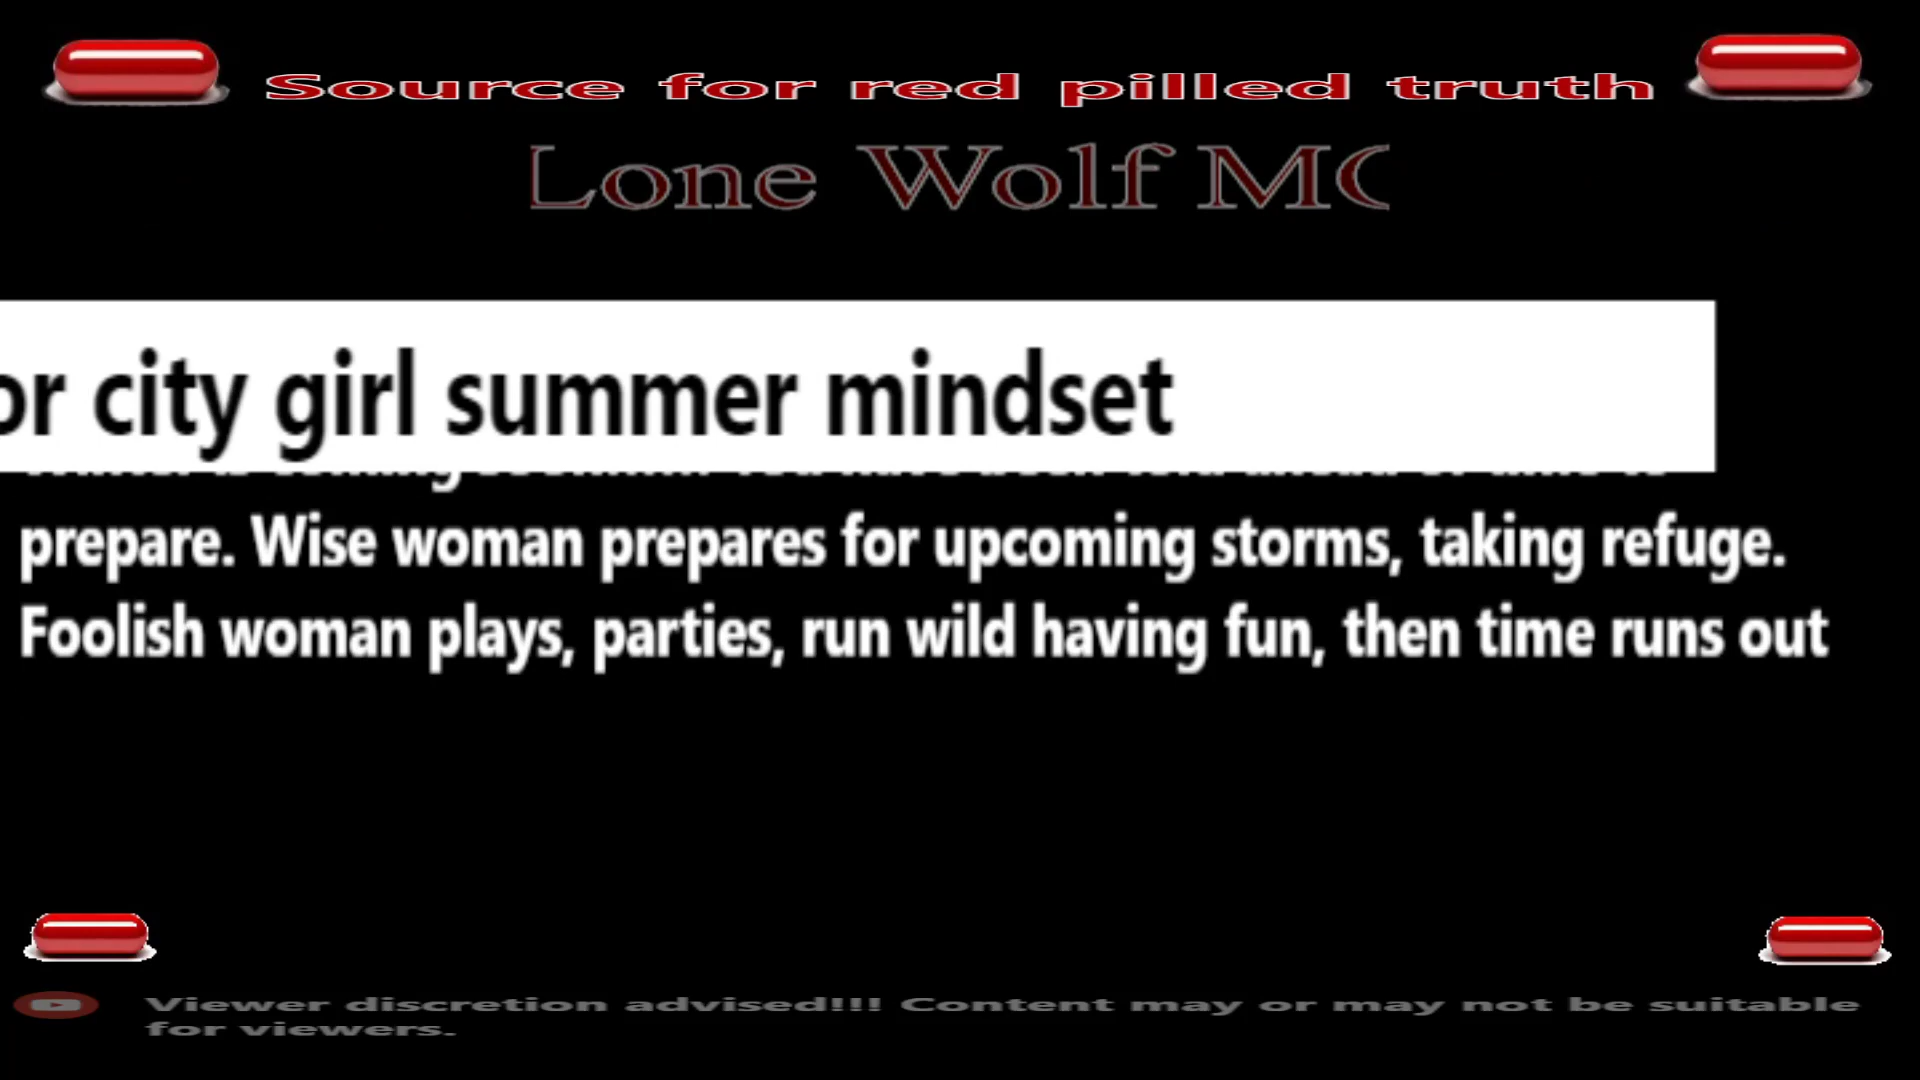 Source for red pilled truth
Lone Wolf M
or city girl summer mindset
prepare. Wise woman prepares for upcoming storms, taking refuge.
Foolish woman plays, parties, run wild having fun, then time runs out
Viewer discretion advised!!! Content may or may not be suitable
for viewers.